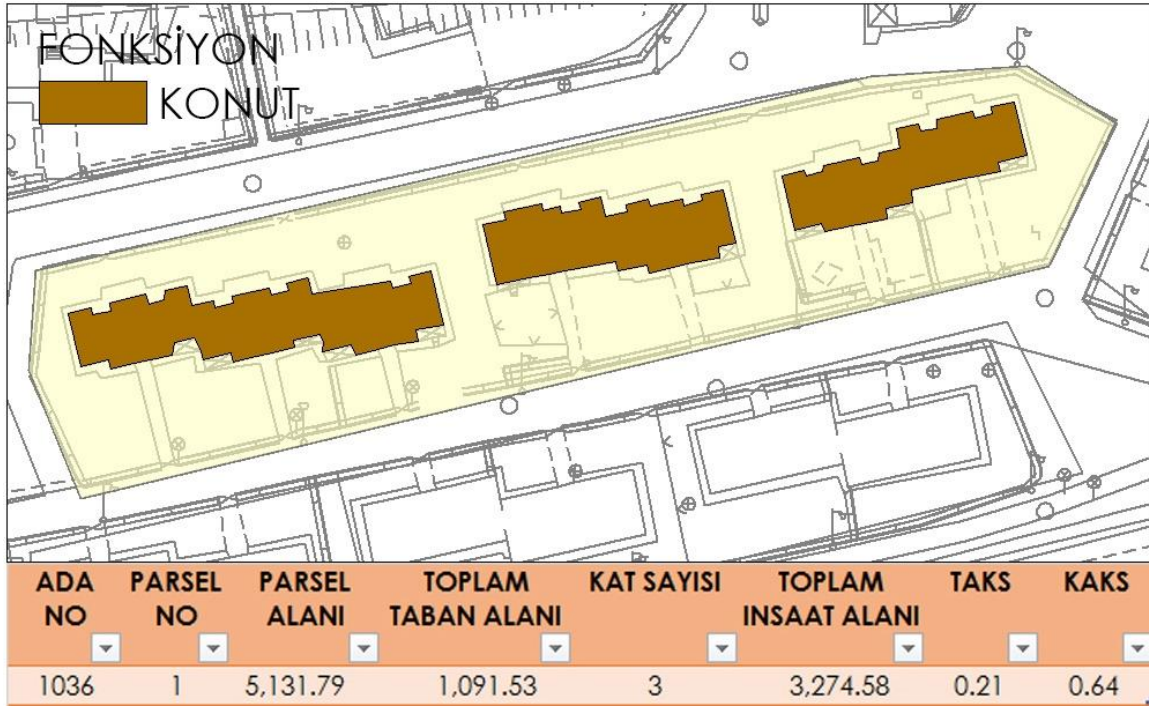 FONKSİYON
KONUT
ADA NO PARSEL NO PARSEL ALANI TOPLAM TABAN ALANI KAT SAYISI TOPLAM INSAAT ALANI TAKS KAKS
1036 1 5,131.79 1,091.53 3 3,274.58 0.21 0.64